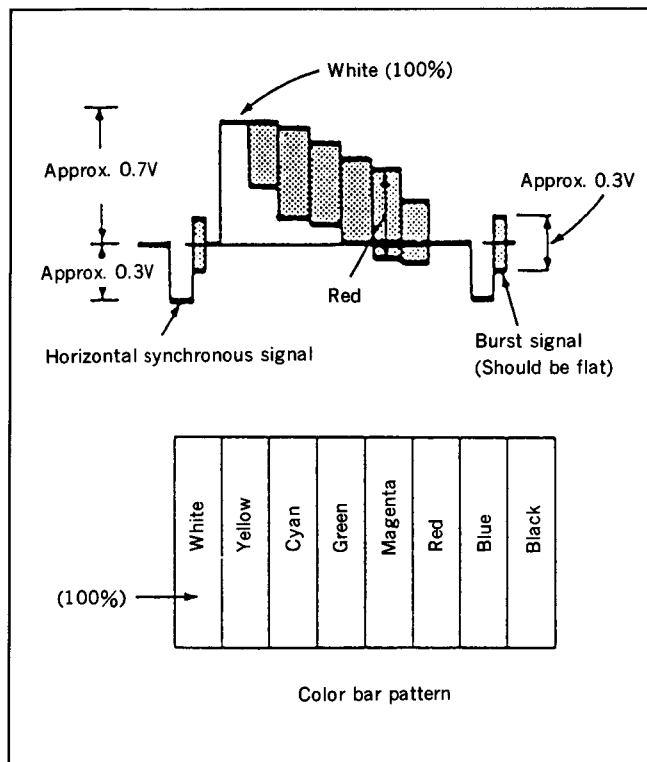 White (100%)
Approx. 0.7V
Approx. 0.3V
Approx. 0.3V
Red
Horizontal synchronous signal
Burst signal
(Should be flat)
White
Yellow
Cyan
Green
Magenta
Red
Blue
Black
(100%)
Color bar pattern